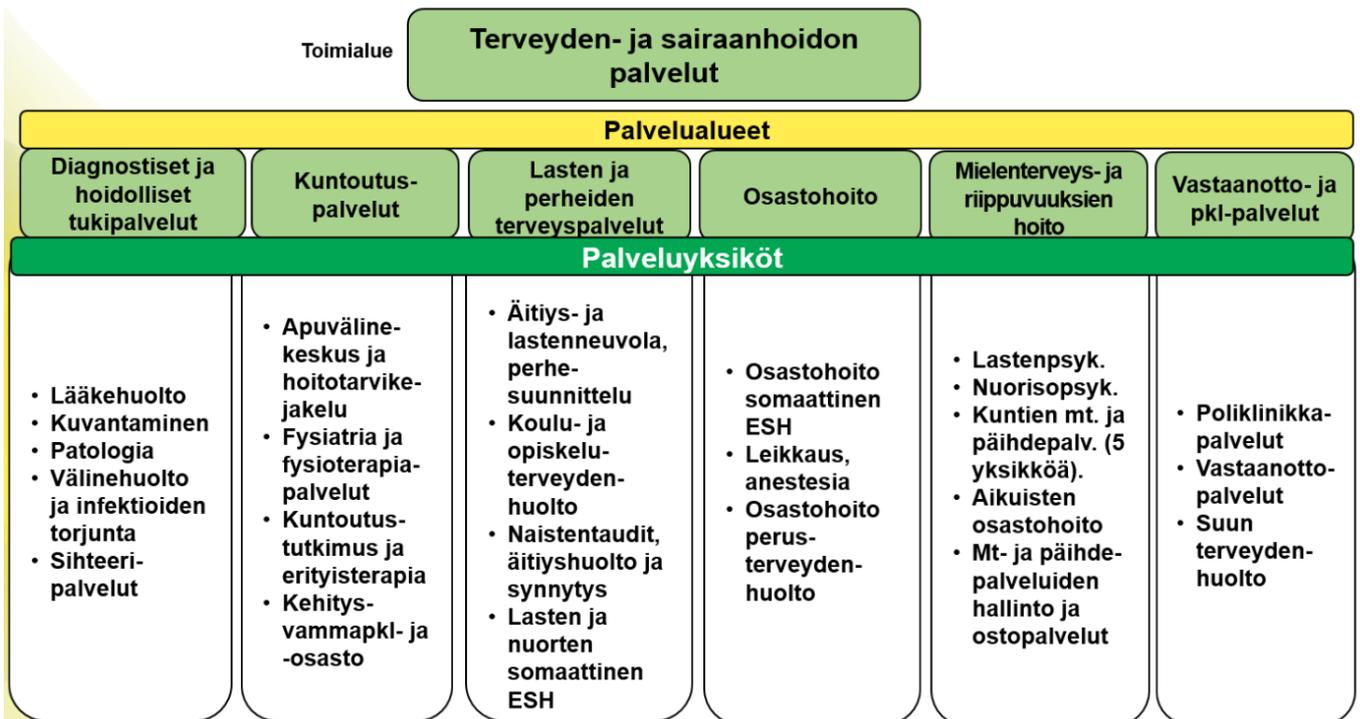 Toimialue
Terveyden- ja sairaanhoidon
palvelut
Palvelualueet
Diagnostiset ja
hoidolliset
tukipalvelut
Kuntoutus-
palvelut
Lasten ja
perheiden
terveyspalvelut
Osastohoito
Mielenterveys- ja
riippuvuuksien
hoito
Vastaanotto- ja
pkl-palvelut
Palveluyksiköt
• Lääkehuolto
• Kuvantaminen
• Patologia
• Välinehuolto
ja infektioiden
torjunta
• Sihteeri-
palvelut
• Apuväline-
keskus ja
hoitotarvike-
jakelu
• Fysiatria ja
fysioterapia-
palvelut
• Kuntoutus-
tutkimus ja
erityisterapia
• Kehitys-
vammapkl- ja
-osasto
• Äitiys- ja
lastenneuvola,
perhe-
suunnittelu
• Koulu- ja
opiskelu-
terveyden-
huolto
• Naistentaudit,
äitiyshuolto ja
synnytys
• Lasten ja
nuorten
somaattinen
ESH
• Osastohoito
somaattinen
ESH
• Leikkaus,
anestesia
• Osastohoito
perus-
terveyden-
huolto
• Lastenpsyk.
• Nuorisopsyk.
• Kuntien mt. ja
päihdepalv. (5
yksikköä).
• Aikuisten
osastohoito
• Mt- ja päihde-
palveluiden
hallinto ja
ostopalvelut
• Poliklinikka-
palvelut
• Vastaanotto-
palvelut
• Suun
terveyden-
huolto